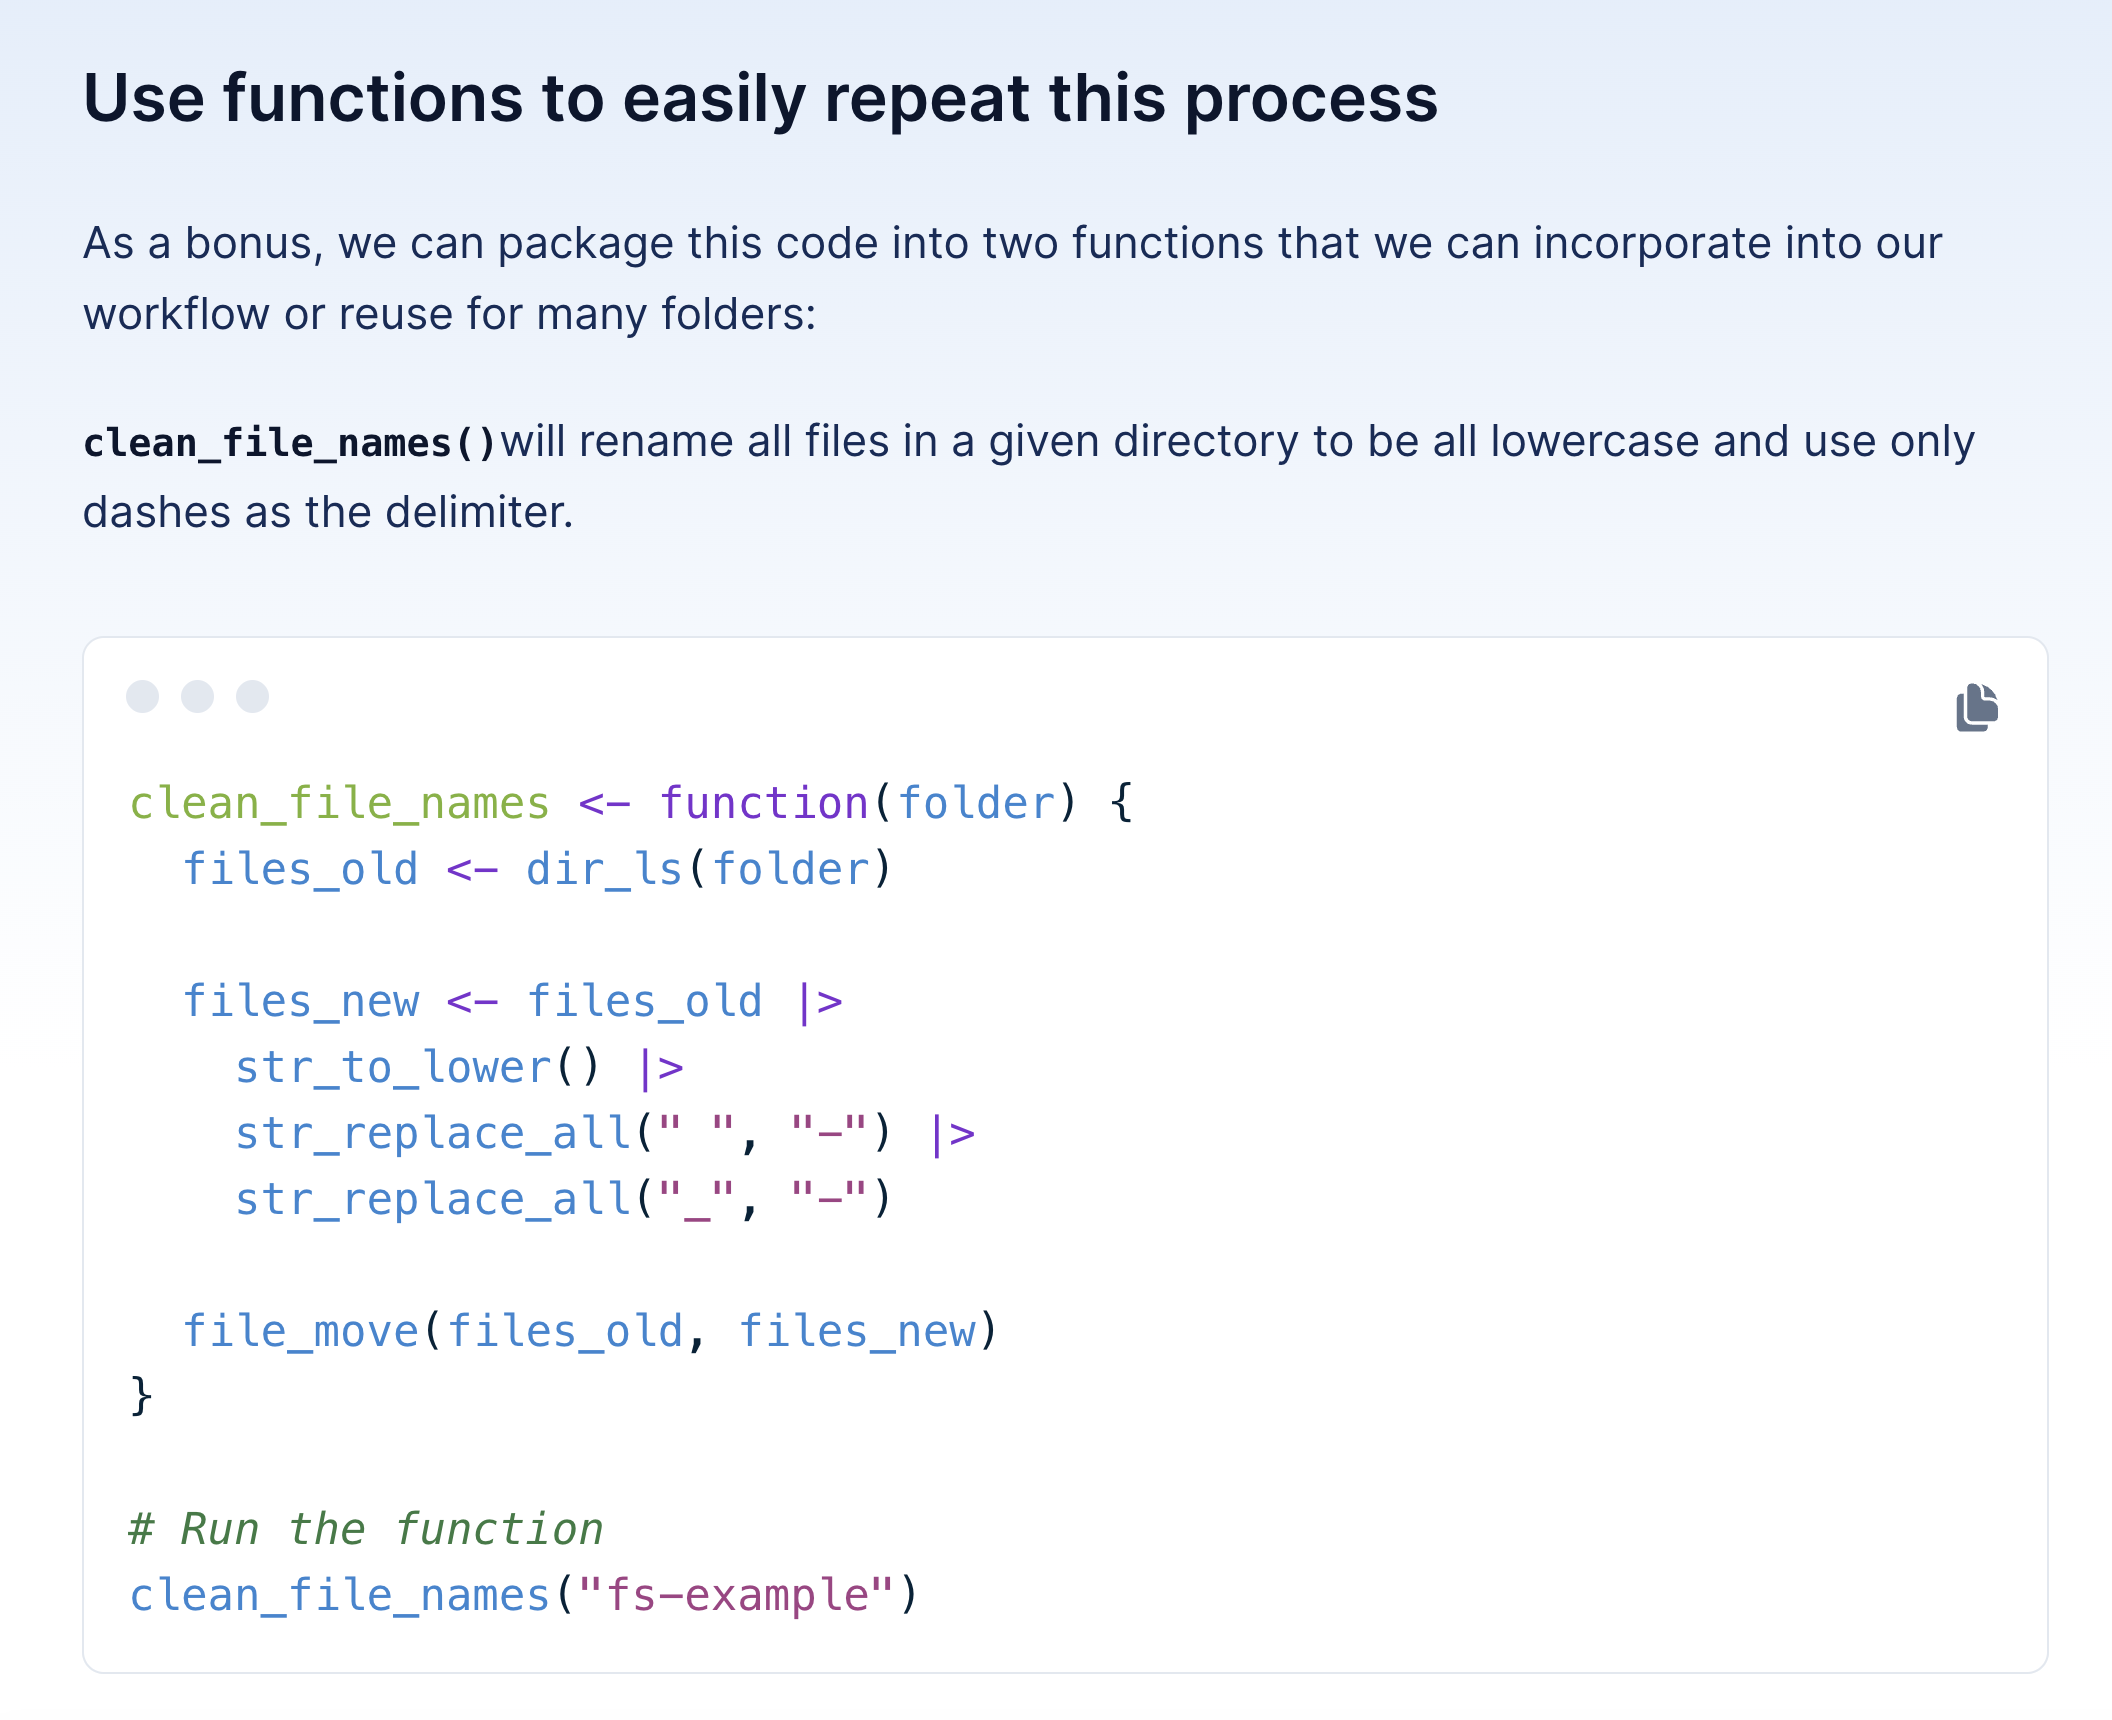 Use functions to easily repeat this process
As a bonus, we can package this code into two functions that we can incorporate into our
workflow or reuse for many folders:
clean_file_names()will rename all files in a given directory to be all lowercase and use only
dashes as the delimiter.
clean_file_names <- function(folder) {
  files_old <- dir_ls(folder)
  files_new <- files_old |>
    str_to_lower() |>
    str_replace_all(" ", "-") |>
    str_replace_all("_", "-")
  file_move(files_old, files_new)
}
# Run the function
clean_file_names("fs-example")